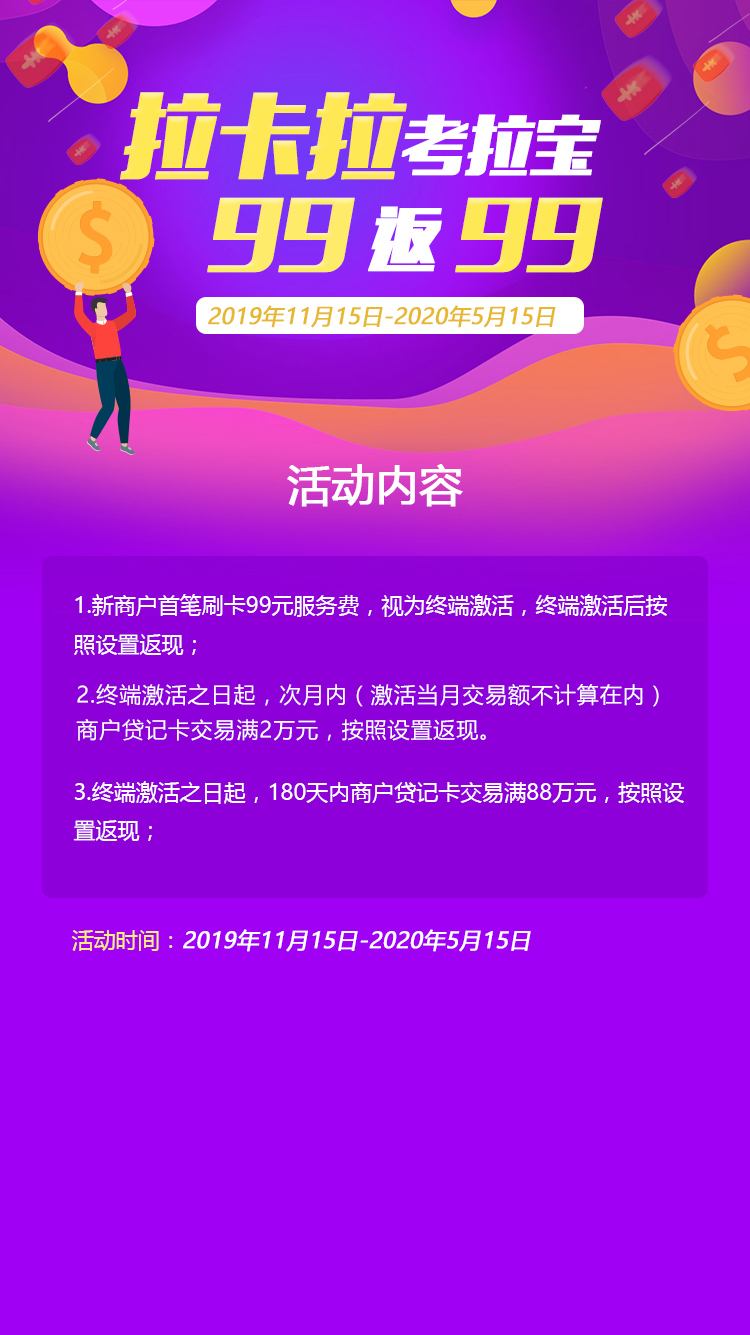 拉卡拉考拉宝
99返99
2019年11月15日-2020年5月15日
活动内容
1.新商户首笔刷卡99元服务费，视为终端激活，终端激活后按
照设置返现；
2.终端激活之日起，次月内（激活当月交易额不计算在内）
商户贷记卡交易满2万元，按照设置返现。
3.终端激活之日起，180天内商户贷记卡交易满88万元，按照设
置返现；
活动时间：2019年11月15日-2020年5月15日